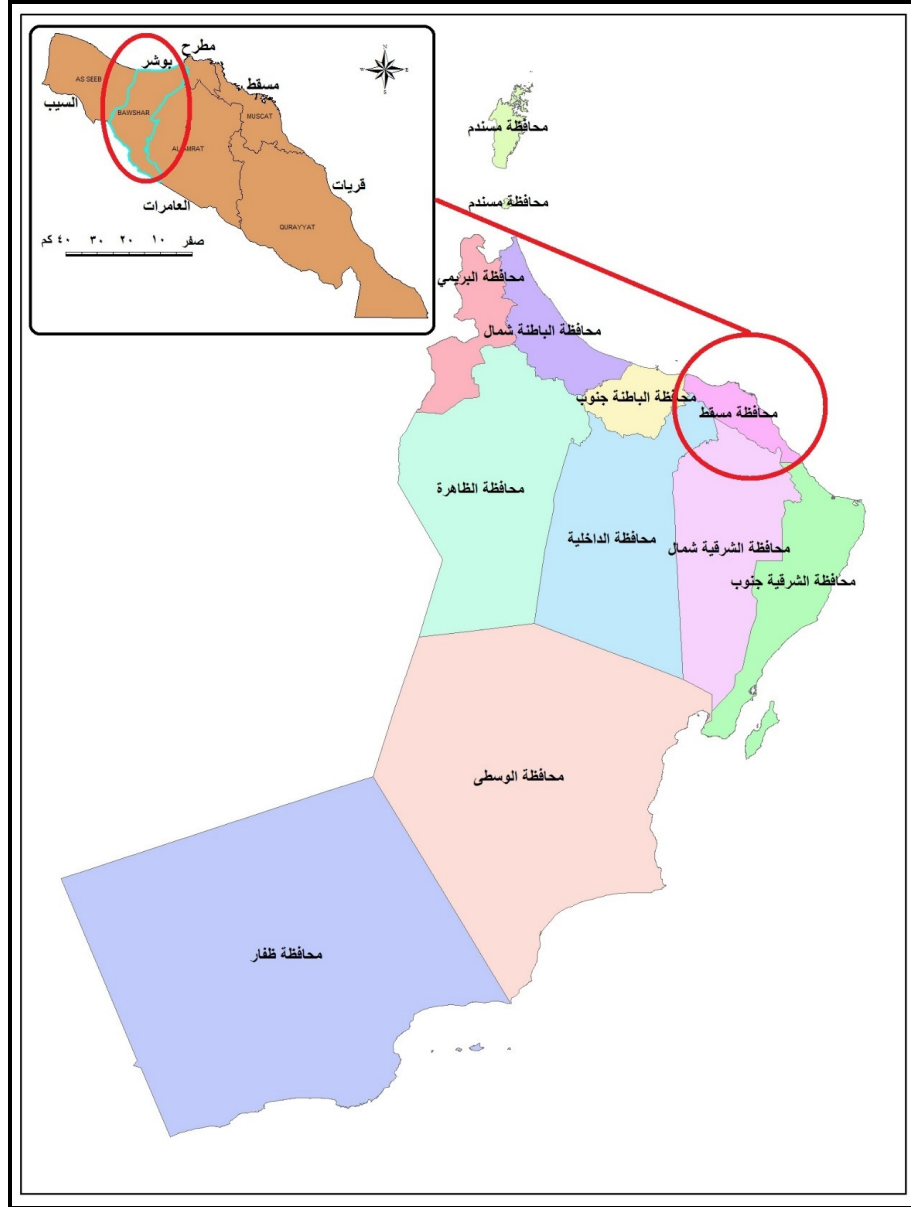 مطرح
بوشر
AS SEEB
مسقط
السيب
BAWSHAR
MUSCAT
AL AMRAT
قريات
العامرات
QURAYYAT
صفر ١٠ ٢٠ ٣٠ ٤٠ كم
محافظة مسندم
محافظة مسندم
محافظة البريمي
محافظة الباطنة شمال
محافظة الباطنة جنوب
محافظة مسقط
محافظة الظاهرة
محافظة الداخلية
محافظة الشرقية شمال
محافظة الشرقية جنوب
محافظة الوسطى
محافظة ظفار